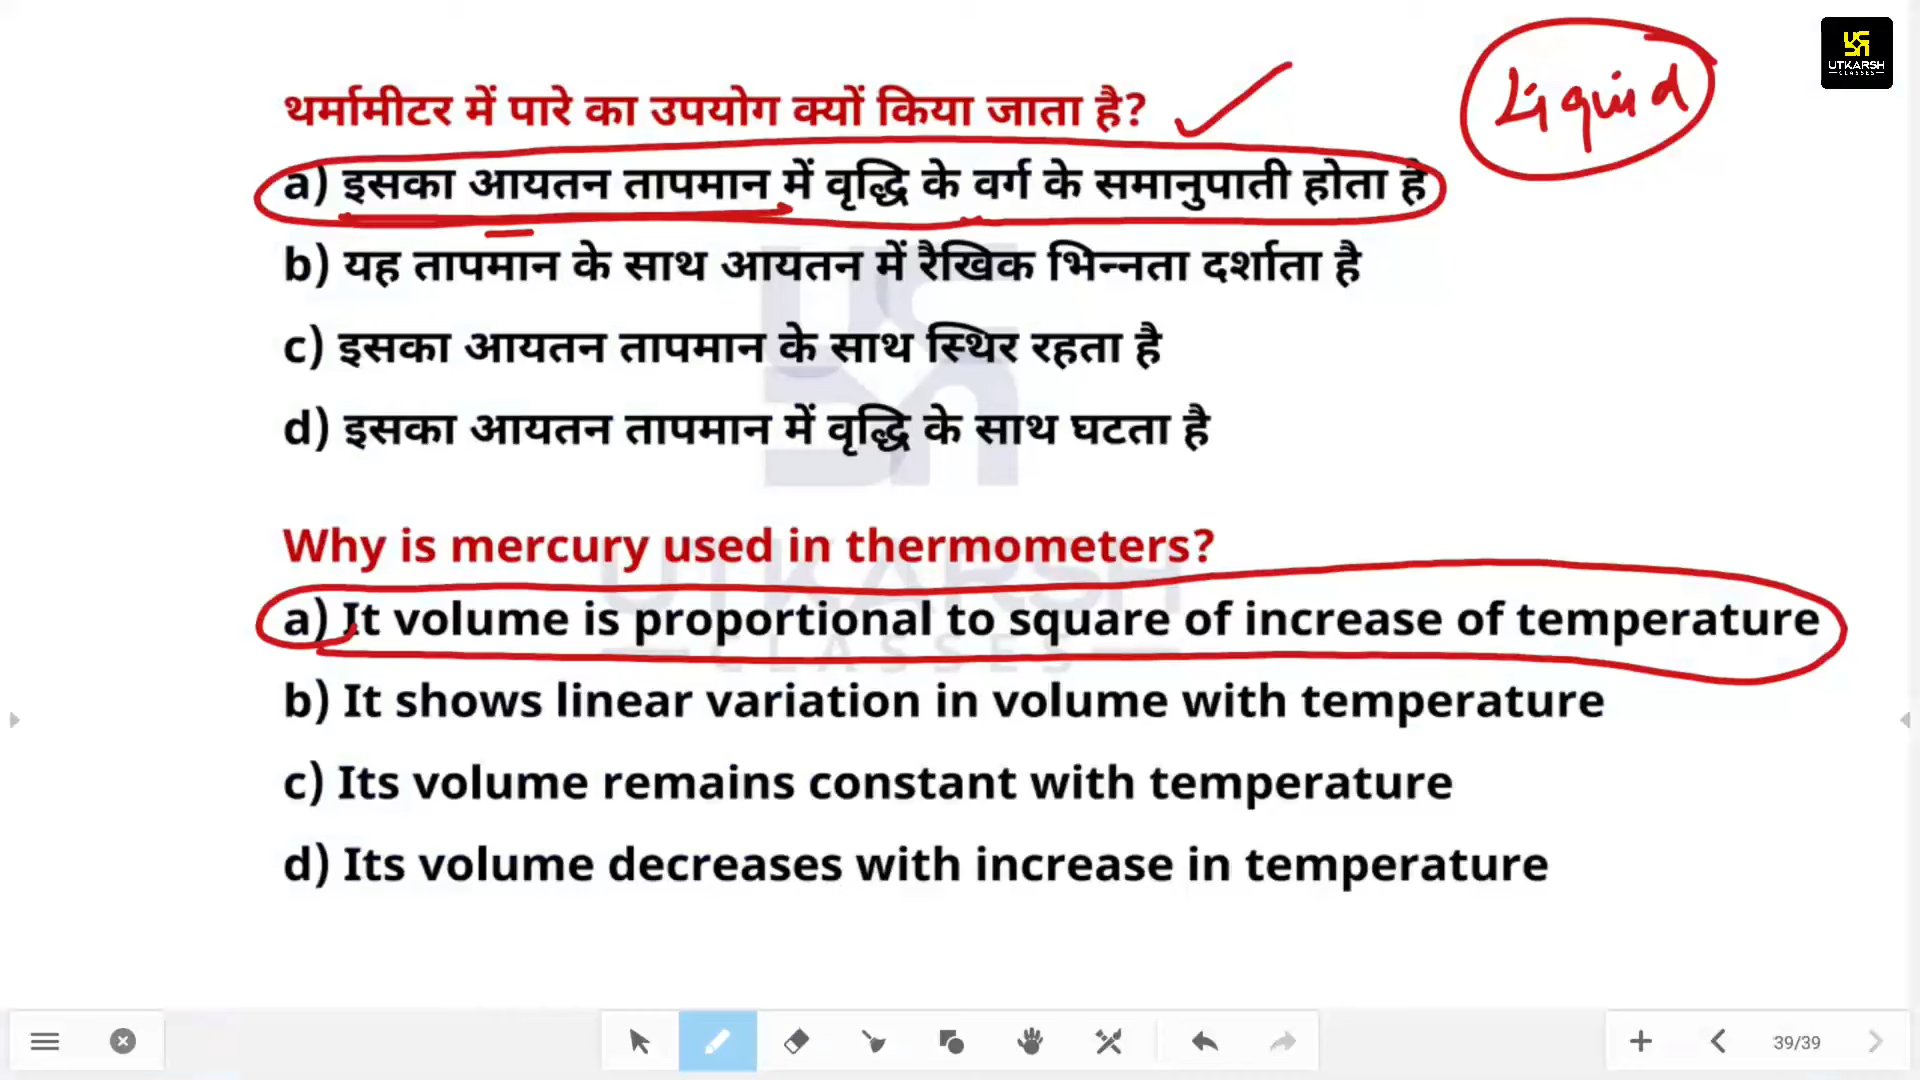 थर्मामीटर में पारे का उपयोग क्यों किया जाता है?
Liquid
UTKARSH
CLASSES
a) इसका आयतन तापमान में वृद्धि के वर्ग के समानुपाती होता है
b) यह तापमान के साथ आयतन में रैखिक भिन्नता दर्शाता है
c) इसका आयतन तापमान के साथ स्थिर रहता है
d) इसका आयतन तापमान में वृद्धि के साथ घटता है
Why is mercury used in thermometers?
a) It volume is proportional to square of increase of temperature
b) It shows linear variation in volume with temperature
c) Its volume remains constant with temperature
d) Its volume decreases with increase in temperature
UTKARSH
CLASSES
39/39